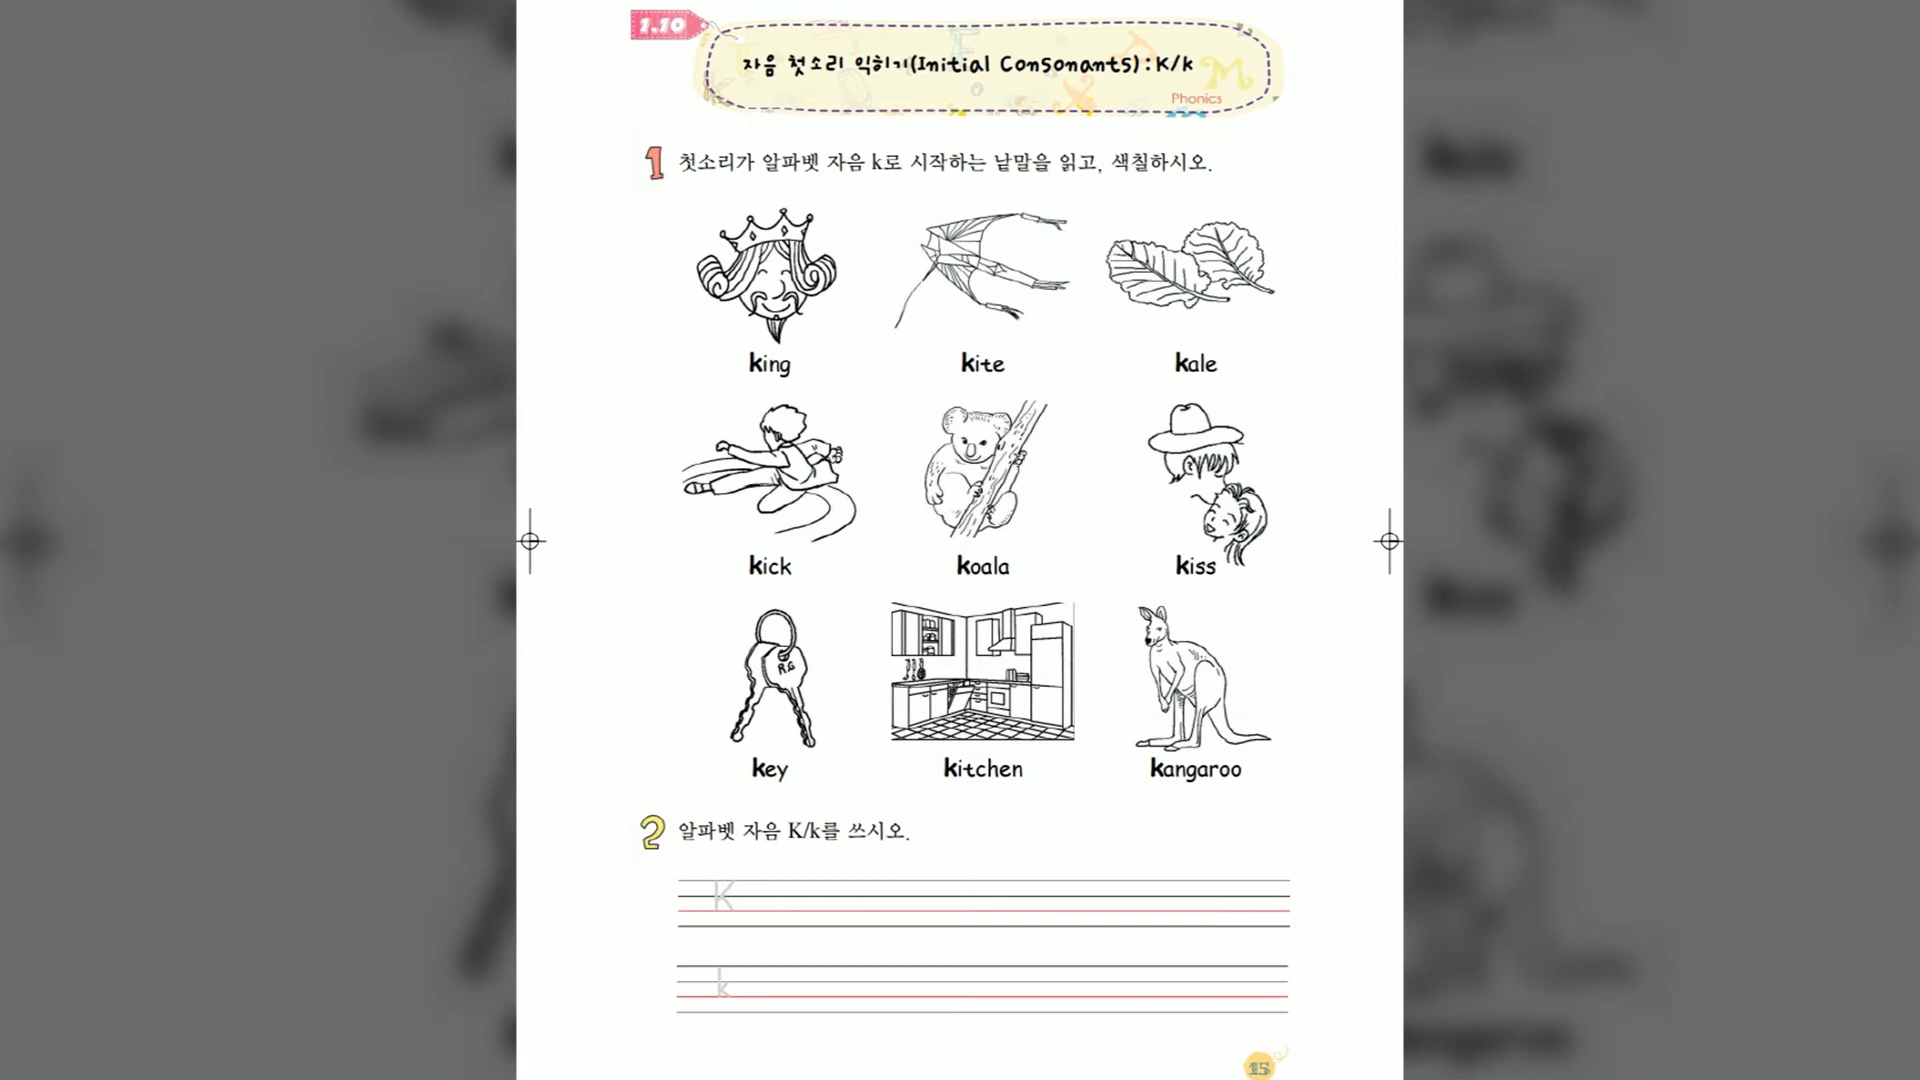 1.10
자음 첫소리 익히기(Initial Consonants) : K/k
Phonics
1 첫소리가 알파벳 자음 k로 시작하는 낱말을 읽고, 색칠하시오.
king kite kale
kick koala kiss
R.G
key kitchen kangaroo
2 알파벳 자음 K/k를 쓰시오.
K
k
15